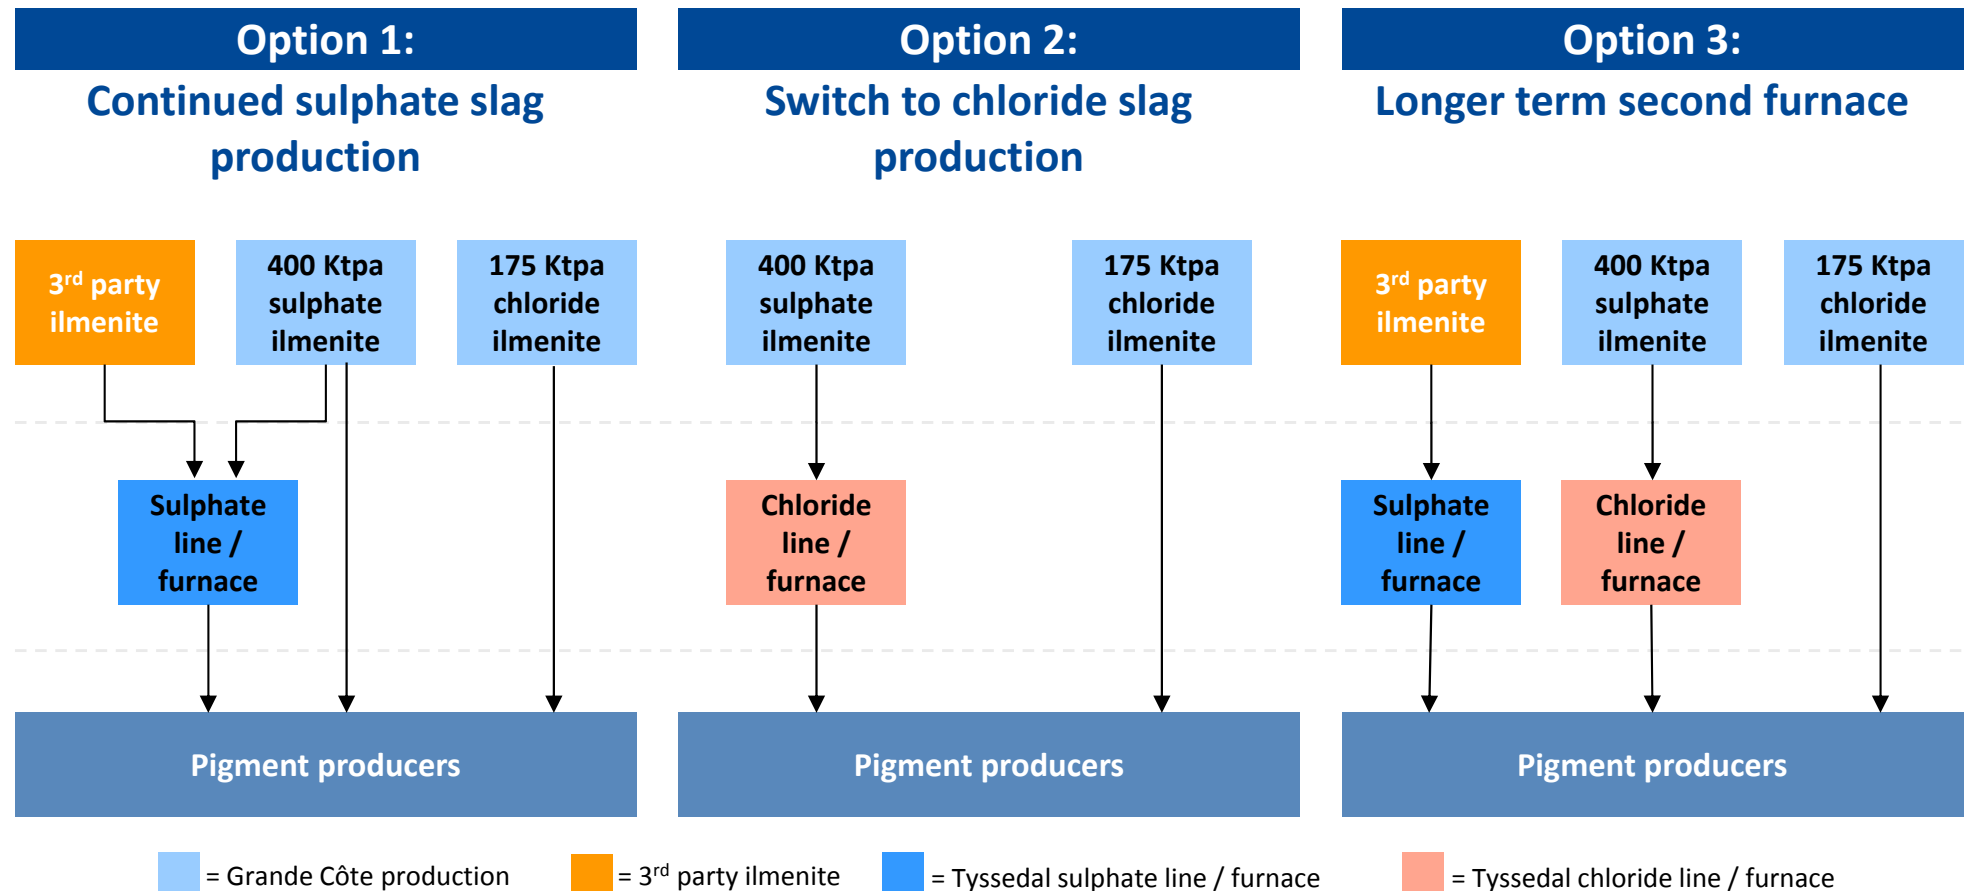 Option 1:
Continued sulphate slag
production
3rd party
ilmenite
400 Ktpa
sulphate
ilmenite
175 Ktpa
chloride
ilmenite
Sulphate
line /
furnace
Pigment producers
Option 2:
Switch to chloride slag
production
400 Ktpa
sulphate
ilmenite
175 Ktpa
chloride
ilmenite
Chloride
line /
furnace
Pigment producers
Option 3:
Longer term second furnace
3rd party
ilmenite
400 Ktpa
sulphate
ilmenite
175 Ktpa
chloride
ilmenite
Sulphate
line /
furnace
Chloride
line /
furnace
Pigment producers
= Grande Côte production
= 3rd party ilmenite
= Tyssedal sulphate line / furnace
= Tyssedal chloride line / furnace